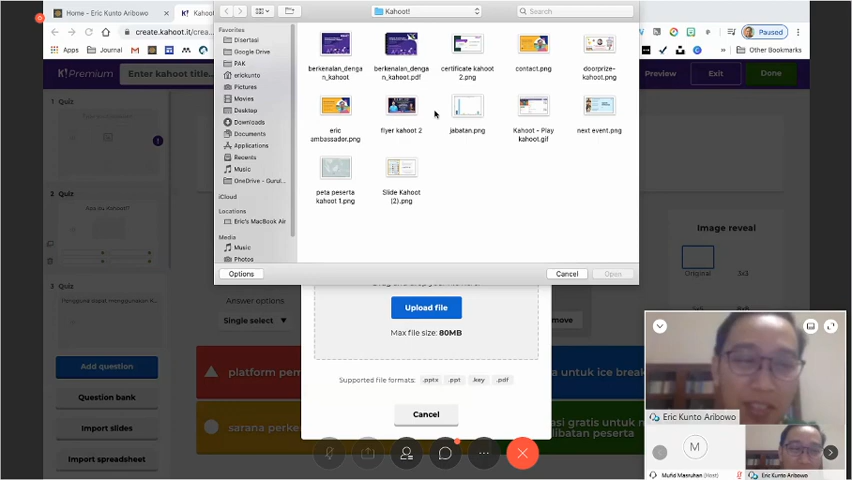 Home - Eric Kunto Aribowo
Kahoot
create.kahoot.it/crea
Paused
Apps
Journal
MM
Other Bookmarks
Kahoot!
Search
Favorites
Disertasi
Google Drive
PAK
erickunto
Pictures
Movies
Desktop
Downloads
Documents
Applications
Recents
Music
OneDrive - Gurul...
iCloud
Locations
Eric's MacBook Air
Media
Music
Photos
berkenalan_denga
n_kahoot
berkenalan_denga
n_kahoot.pdf
certificate kahoot
2.png
contact.png
doorprize-
kahoot.png
eric
ambassador.png
flyer kahoot 2
jabatan.png
Kahoot - Play
kahoot.gif
next event.png
peta peserta
kahoot 1.png
Slide Kahoot
(2).png
Options
Cancel
Open
K! Premium
Enter kahoot title...
Preview
Exit
Done
1 Quiz
2 Quiz
Apa itu Kahoot?
3 Quiz
Pengguna dapat menggunakan K...
Add question
Question bank
Import slides
Import spreadsheet
Answer options
Single select
Image reveal
Original
3x3
Upload file
Max file size: 80MB
Supported file formats: .pptx .ppt .key .pdf
Cancel
platform pem
a untuk ice break
sarana perke
asi gratis untuk m
libatan peserta
Eric Kunto Aribowo
M
Mufid Masruhan (Host)
Eric Kunto Aribowo